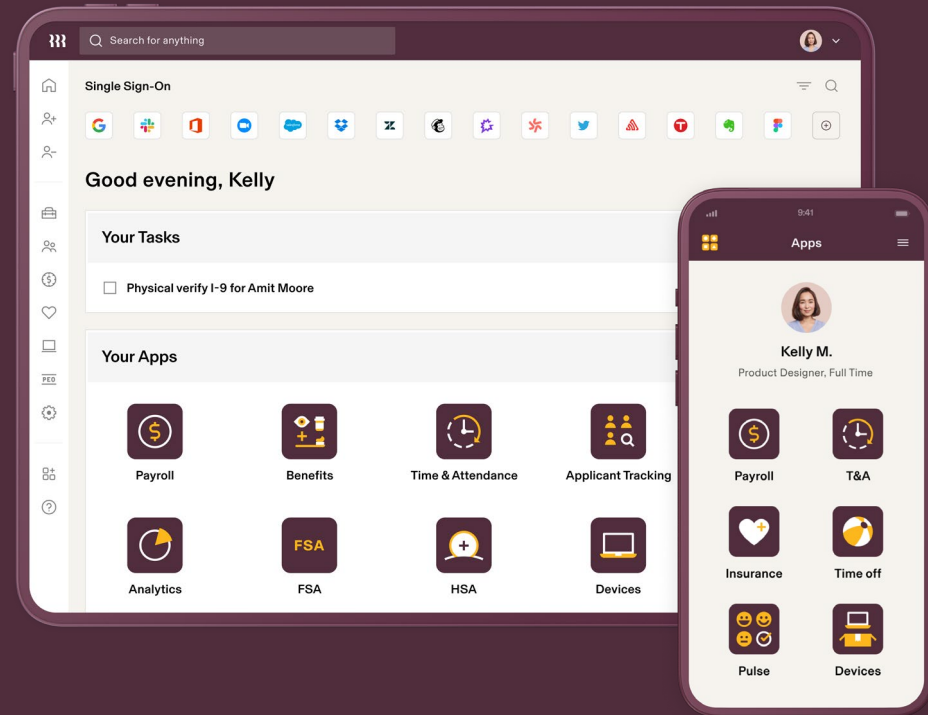 Search for anything
Single Sign-On
Good evening, Kelly
Your Tasks
Physical verify I-9 for Amit Moore
Your Apps
PEO
Payroll
Benefits
Time & Attendance
Applicant Tracking
FSA
Analytics
FSA
HSA
Devices
9:41
Apps
Kelly M.
Product Designer, Full Time
Payroll
T&A
Insurance
Time off
Pulse
Devices